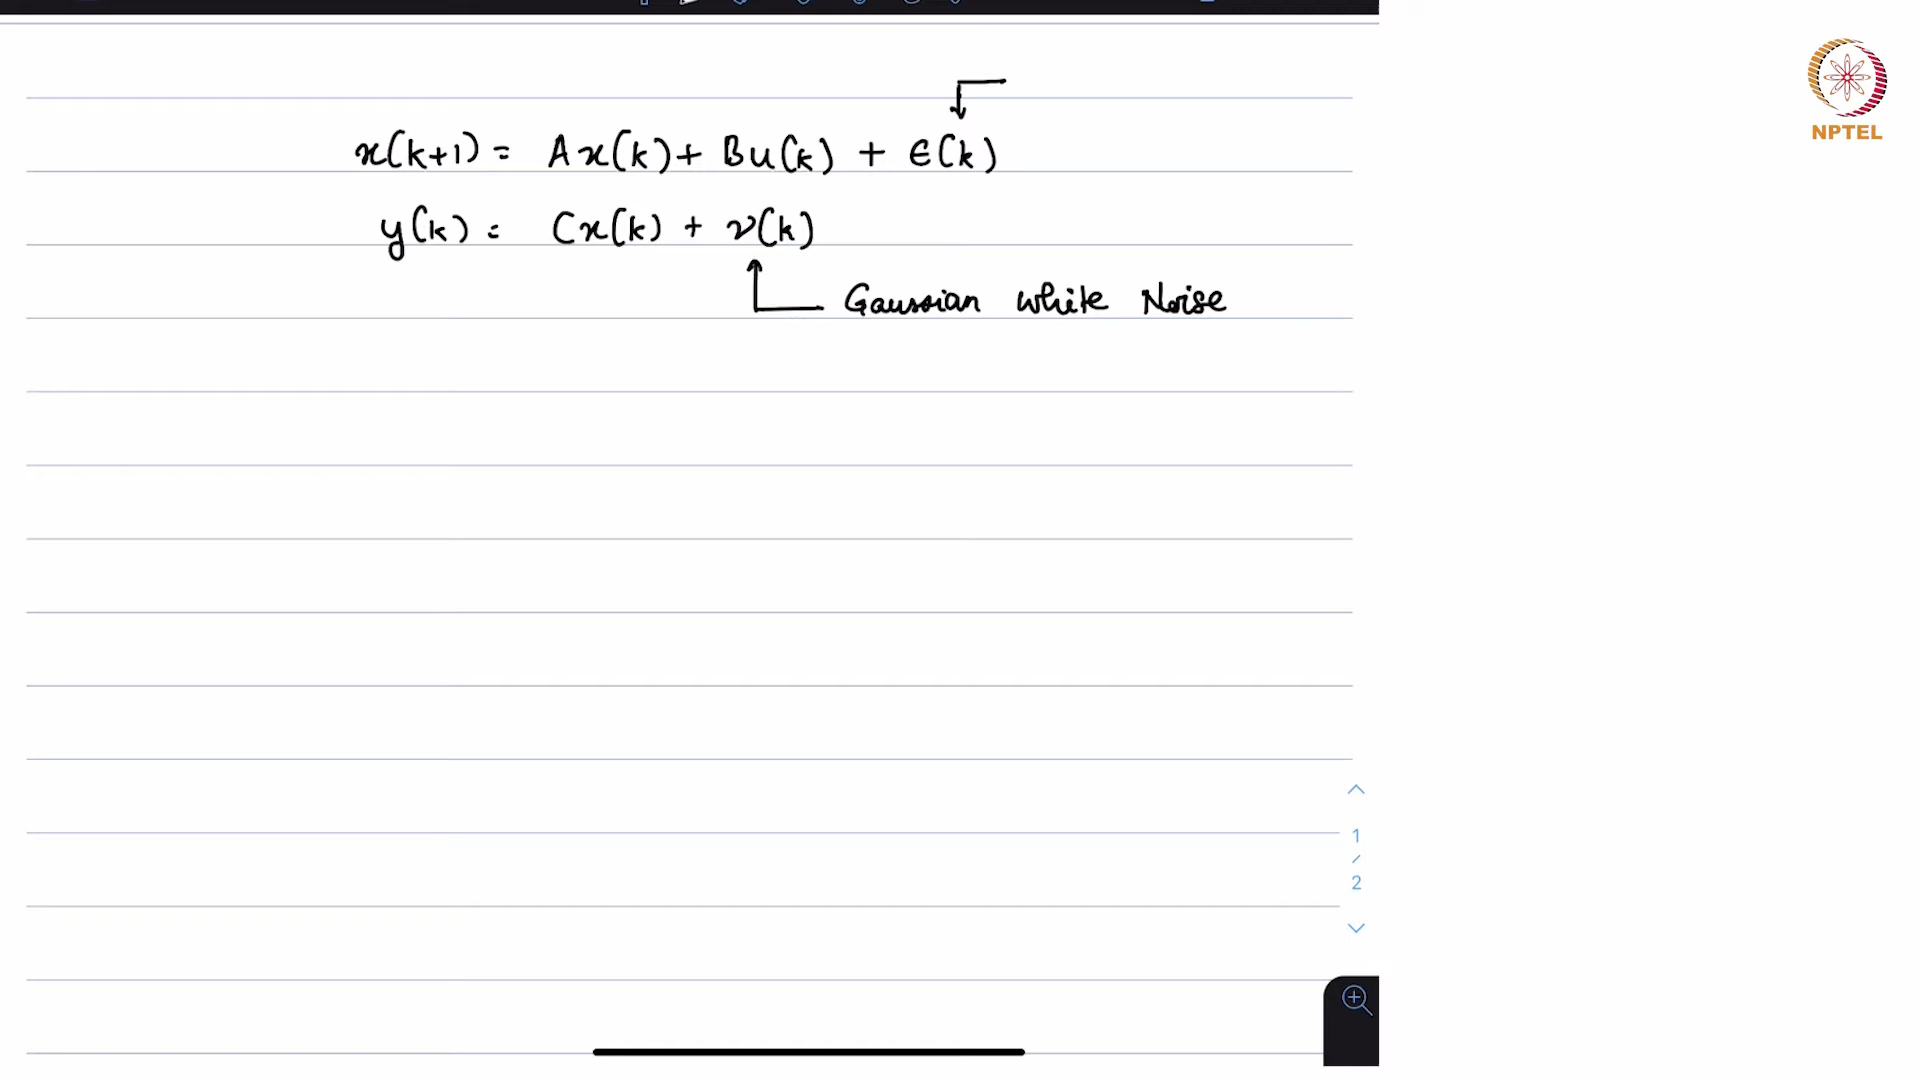 x(k+1) = Ax(k) + Bu(k) + ϵ(k)
y(k) = Cx(k) + ν(k)
Gaussian White Noise
NPTEL
1
/
2